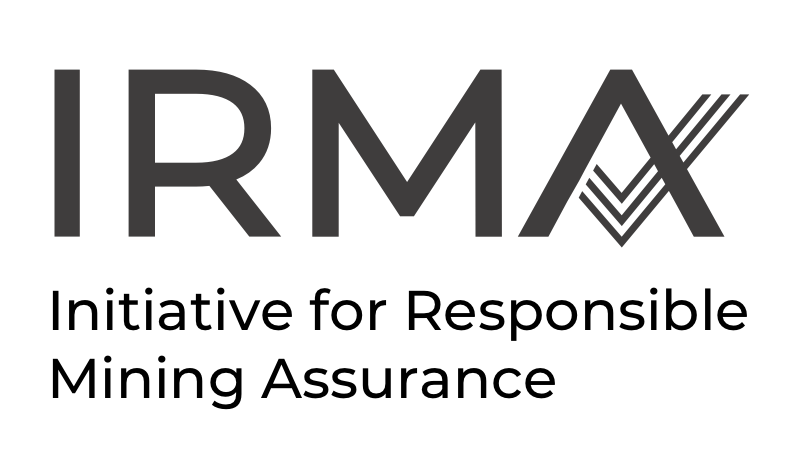 IRMA
Initiative for Responsible
Mining Assurance